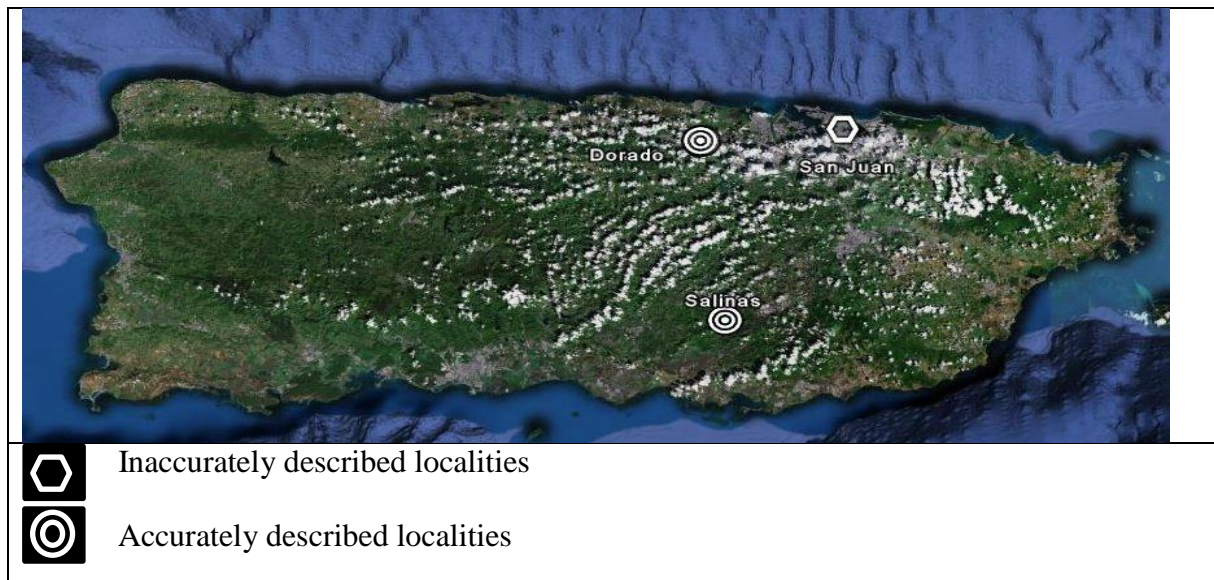 Dorado
San Juan
Salinas
Inaccurately described localities
Accurately described localities